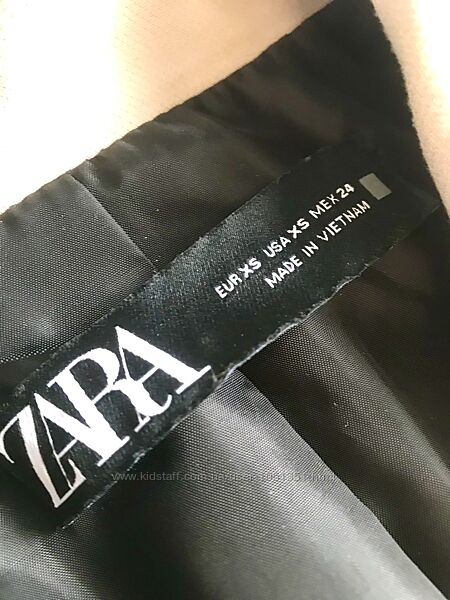 ZARA
EUR XS USA XS MEX 24
MADE IN VIETNAM